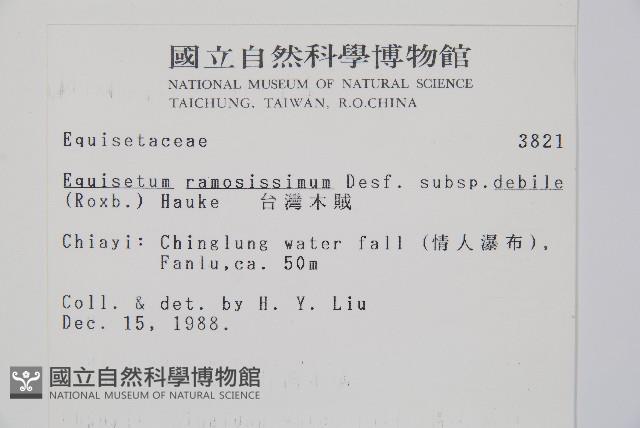 國立自然科學博物館
NATIONAL MUSEUM OF NATURAL SCIENCE
TAICHUNG, TAIWAN, R.O.CHINA
Equisetaceae 3821
Equisetum ramosissimum Desf. subsp.debile
(Roxb.) Hauke 台灣木賊
Chiayi: Chinglung water fall (情人瀑布),
Fanlu,ca. 50m
Coll. & det. by H. Y. Liu
Dec. 15, 1988.
國立自然科學博物館
NATIONAL MUSEUM OF NATURAL SCIENCE